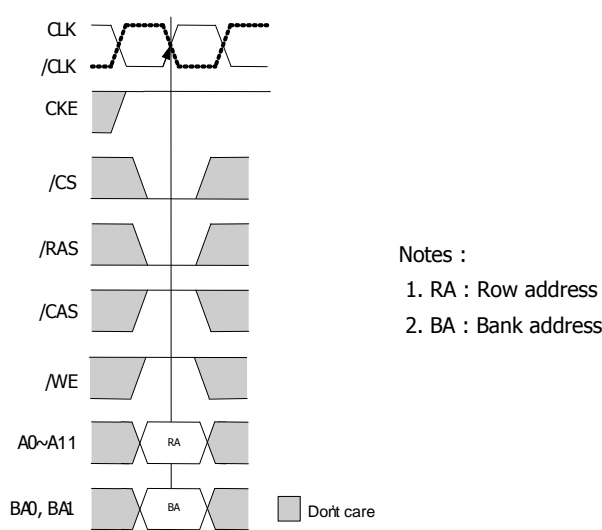 CLK
/CLK
CKE
/CS
/RAS
/CAS
/WE
A0~A11
RA
BA0, BA1
BA
Don't care
Notes :
1. RA : Row address
2. BA : Bank address